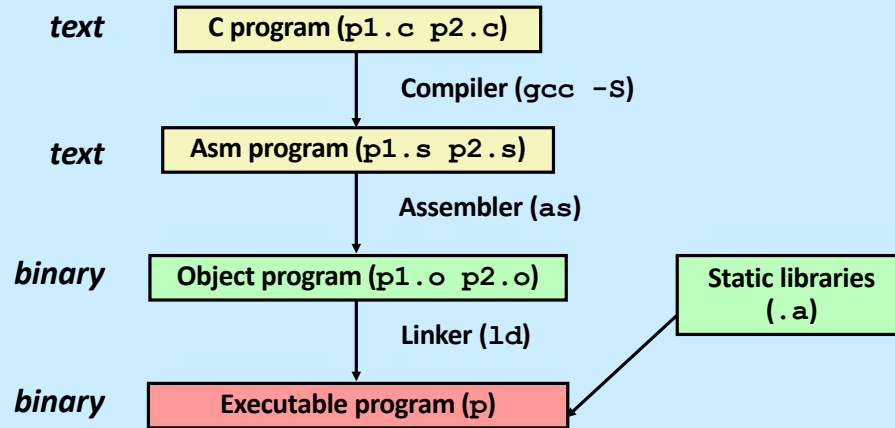 text
C program (p1.c p2.c)
Compiler (gcc -S)
text
Asm program (p1.s p2.s)
Assembler (as)
binary
Object program (p1.o p2.o)
Static libraries
(.a)
Linker (ld)
binary
Executable program (p)